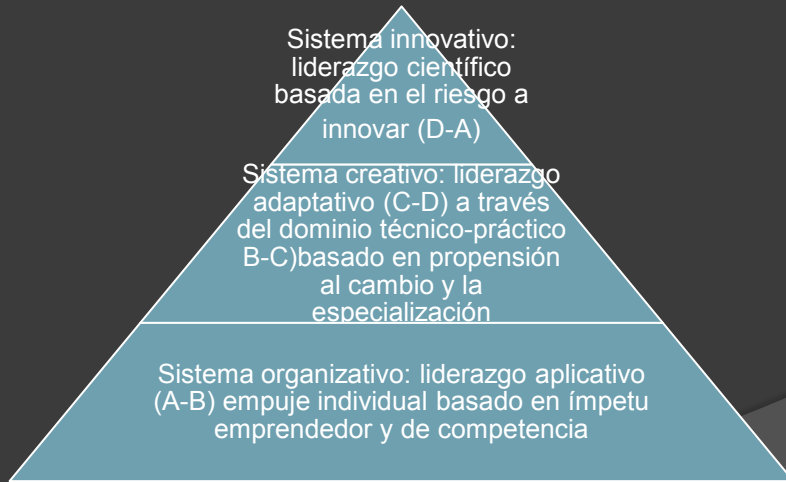 Sistema innovativo:
liderazgo científico
basada en el riesgo a
innovar (D-A)
Sistema creativo: liderazgo
adaptativo (C-D) a través
del dominio técnico-práctico
B-C)basado en propensión
al cambio y la
especialización
Sistema organizativo: liderazgo aplicativo
(A-B) empuje individual basado en ímpetu
emprendedor y de competencia